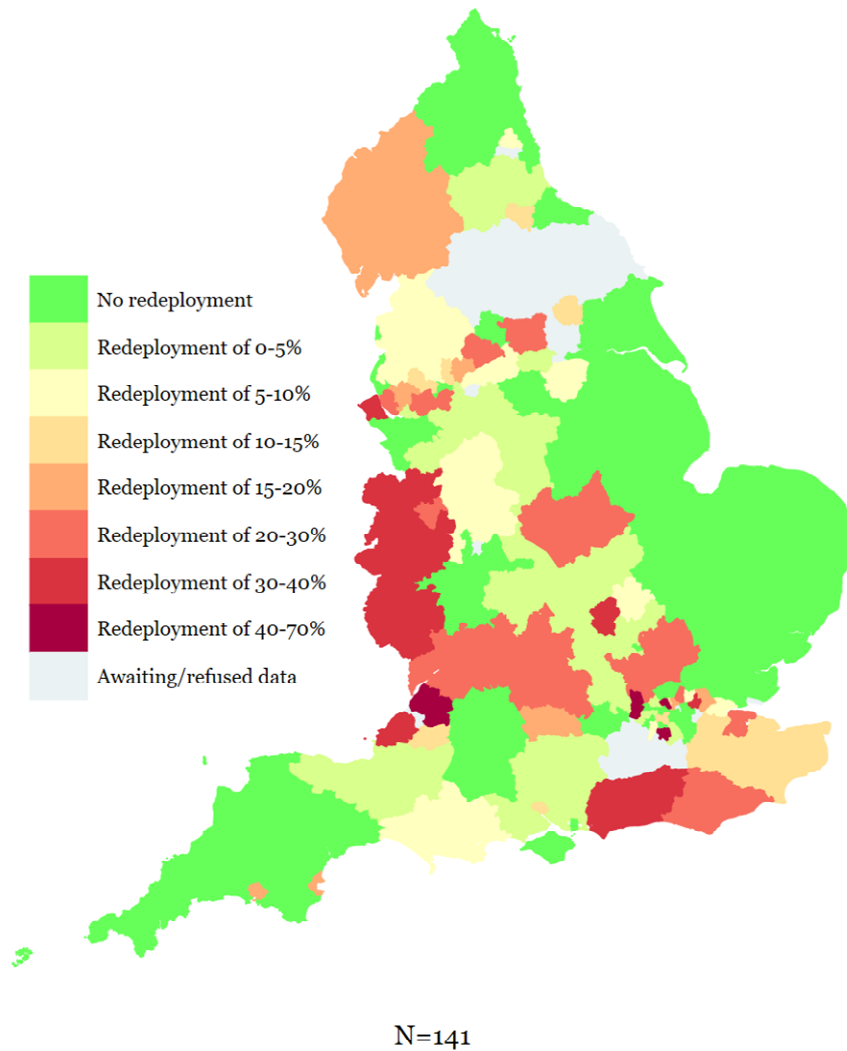 No redeployment
Redeployment of 0-5%
Redeployment of 5-10%
Redeployment of 10-15%
Redeployment of 15-20%
Redeployment of 20-30%
Redeployment of 30-40%
Redeployment of 40-70%
Awaiting/refused data
N=141